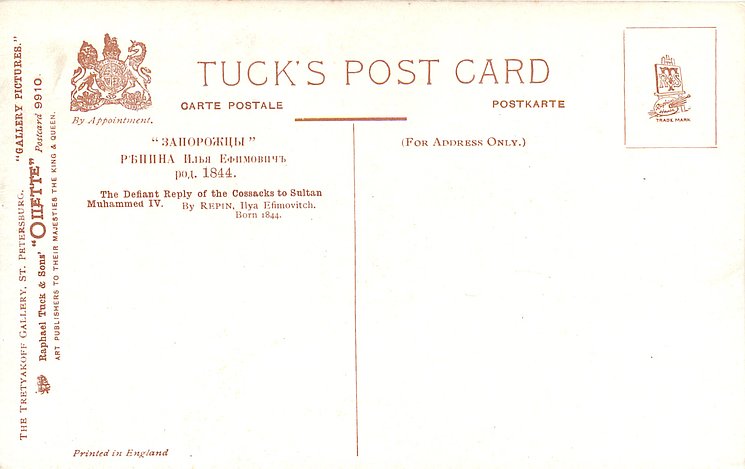 TUCK'S POST CARD
CARTE POSTALE
POSTKARTE
By Appointment.
TRADE MARK
"ЗАПОРОЖЦЫ"
РѢПИНА Илья Ефимовичъ
род. 1844.
The Defiant Reply of the Cossacks to Sultan
Muhammed IV. By REPIN, Ilya Efimovitch.
Born 1844.
(FOR ADDRESS ONLY.)
THE TRETYAKOFF GALLERY, ST. PETERSBURG. "GALLERY PICTURES."
Raphael Tuck & Sons' "OILETTE" Postcard 9910.
ART PUBLISHERS TO THEIR MAJESTIES THE KING & QUEEN.
Printed in England